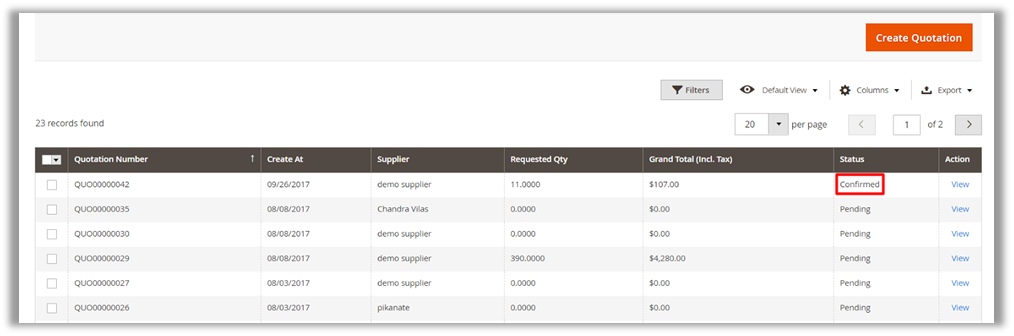 Create Quotation
Filters Default View Columns Export
23 records found 20 per page 1 of 2
Quotation Number ↑ Create At Supplier Requested Qty Grand Total (Incl. Tax) Status Action
QUO00000042 09/26/2017 demo supplier 11.0000 $107.00 Confirmed View
QUO00000035 08/08/2017 Chandra Vilas 0.0000 $0.00 Pending View
QUO00000030 08/08/2017 demo supplier 0.0000 $0.00 Pending View
QUO00000029 08/08/2017 demo supplier 390.0000 $4,280.00 Pending View
QUO00000027 08/03/2017 demo supplier 0.0000 $0.00 Pending View
QUO00000026 08/03/2017 pikanate 0.0000 $0.00 Pending View